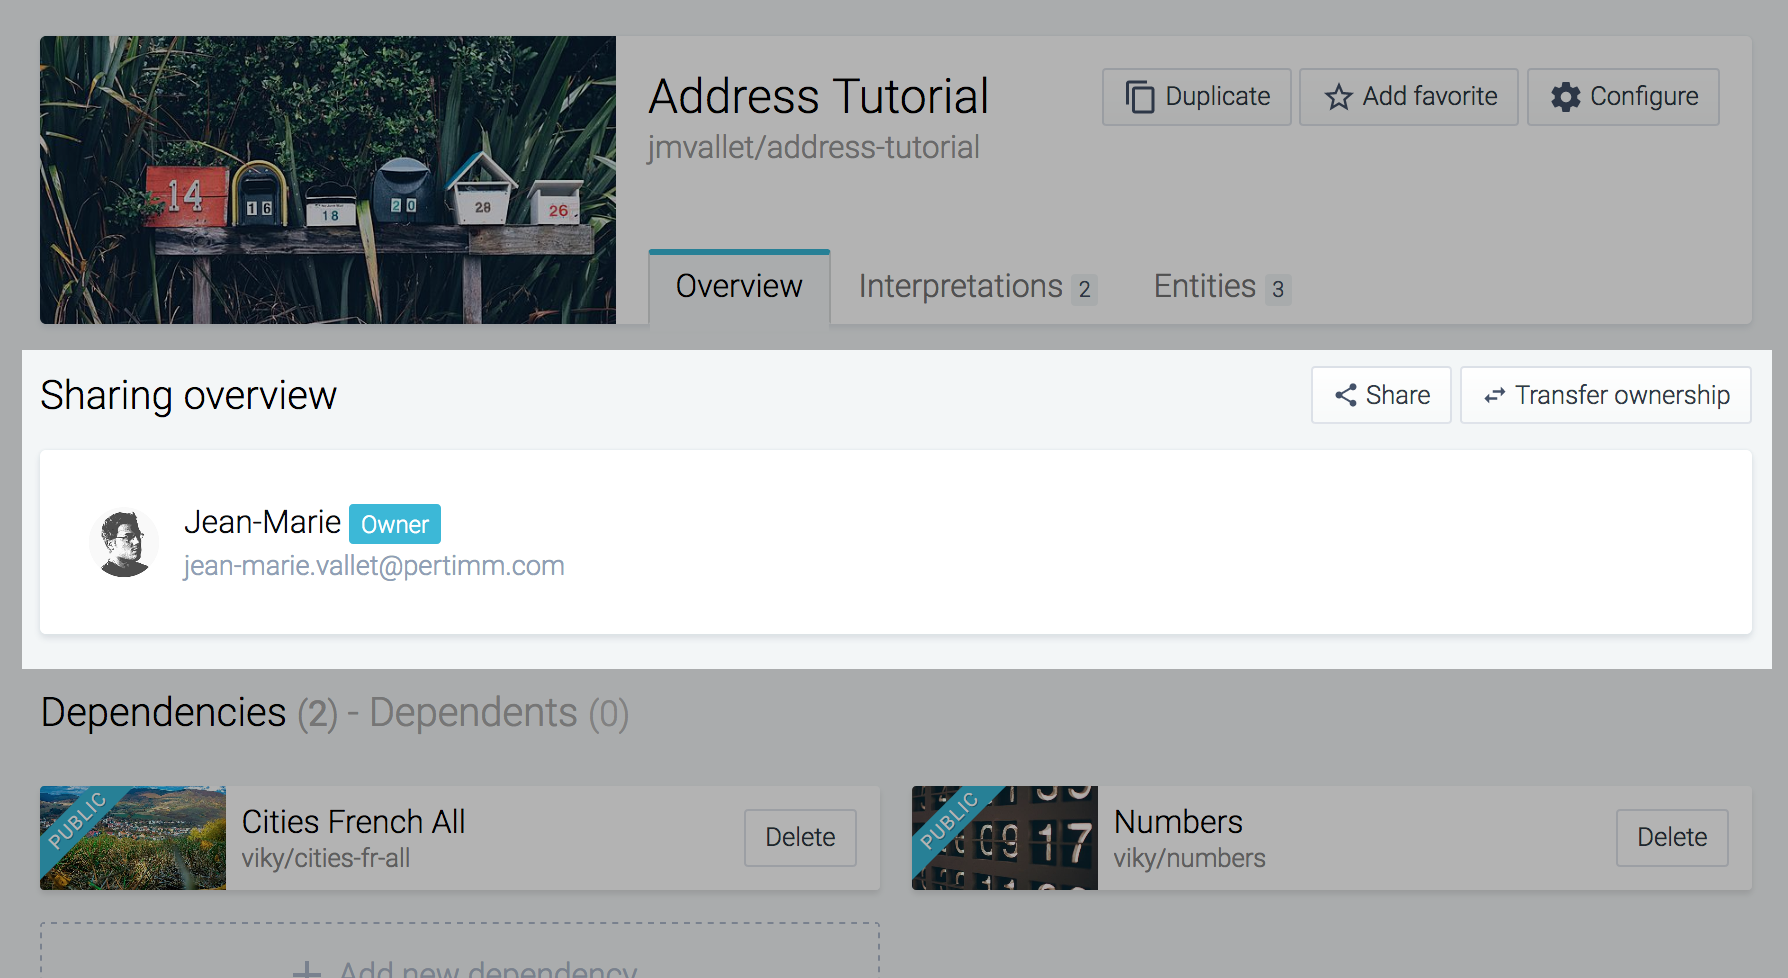 14
16
18
20
28
26
Address Tutorial
jmvallet/address-tutorial
Duplicate
Add favorite
Configure
Overview
Interpretations 2
Entities 3
Sharing overview
Share
Transfer ownership
Jean-Marie Owner
jean-marie.vallet@pertimm.com
Dependencies (2) - Dependents (0)
PUBLIC
Cities French All
viky/cities-fr-all
Delete
PUBLIC
Numbers
viky/numbers
Delete
+ Add new dependency